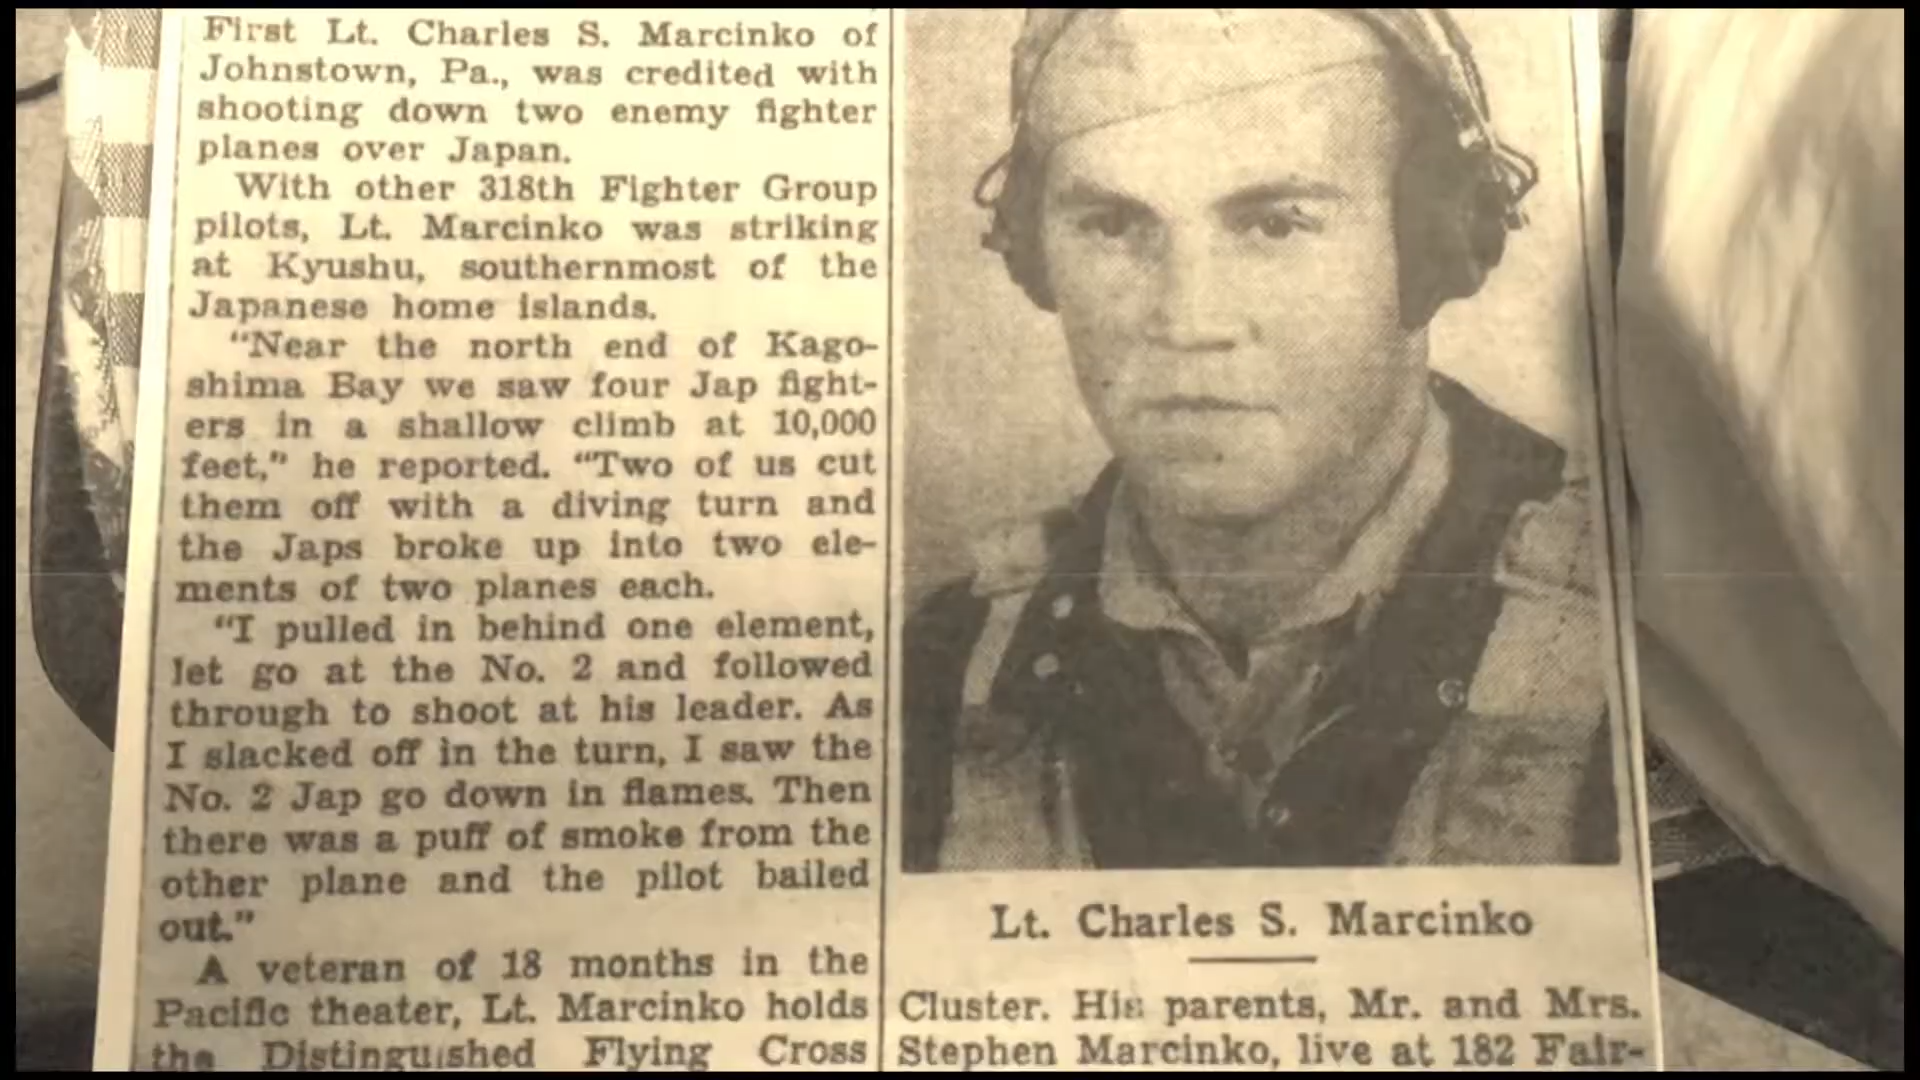 First Lt. Charles S. Marcinko of
Johnstown, Pa., was credited with
shooting down two enemy fighter
planes over Japan.
With other 318th Fighter Group
pilots, Lt. Marcinko was striking
at Kyushu, southernmost of the
Japanese home islands.
"Near the north end of Kago-
shima Bay we saw four Jap fight-
ers in a shallow climb at 10,000
feet," he reported. "Two of us cut
them off with a diving turn and
the Japs broke up into two ele-
ments of two planes each.
"I pulled in behind one element,
let go at the No. 2 and followed
through to shoot at his leader. As
I slacked off in the turn, I saw the
No. 2 Jap go down in flames. Then
there was a puff of smoke from the
other plane and the pilot bailed
out."
A veteran of 18 months in the
Pacific theater, Lt. Marcinko holds
the Distinguished Flying Cross
Lt. Charles S. Marcinko
Cluster. His parents, Mr. and Mrs.
Stephen Marcinko, live at 182 Fair-